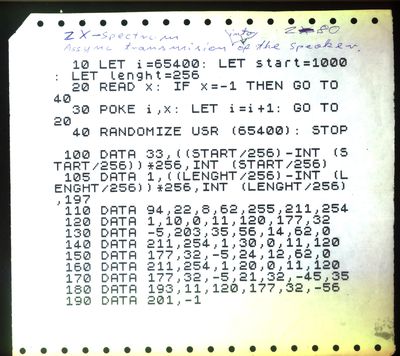 ZX-Spectrum Z-80
Assync transmision into of the speaker.
10 LET i=65400: LET start=1000
: LET lenght=256
20 READ x: IF x=-1 THEN GO TO
40
30 POKE i,x: LET i=i+1: GO TO
20
40 RANDOMIZE USR (65400): STOP
100 DATA 33,((START/256)-INT (S
TART/256))*256,INT (START/256)
105 DATA 1,((LENGHT/256)-INT (L
ENGHT/256))*256,INT (LENGHT/256)
,197
110 DATA 94,22,8,62,255,211,254
120 DATA 1,10,0,11,120,177,32
130 DATA -5,203,35,56,14,62,0
140 DATA 211,254,1,30,0,11,120
150 DATA 177,32,-5,24,12,62,0
160 DATA 211,254,1,20,0,11,120
170 DATA 177,32,-5,21,32,-45,35
180 DATA 193,11,120,177,32,-56
190 DATA 201,-1